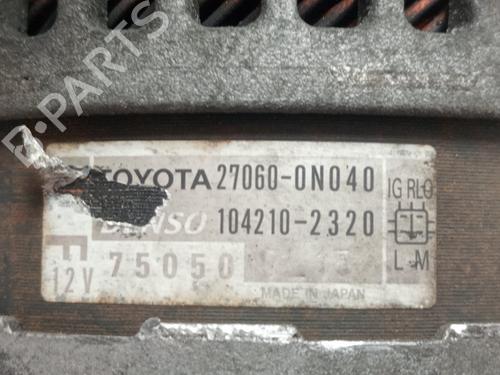 B-PARTS
TOYOTA 27060-0N040 IG RLO
DENSO 104210-2320
12V 75050 L M
MADE IN JAPAN